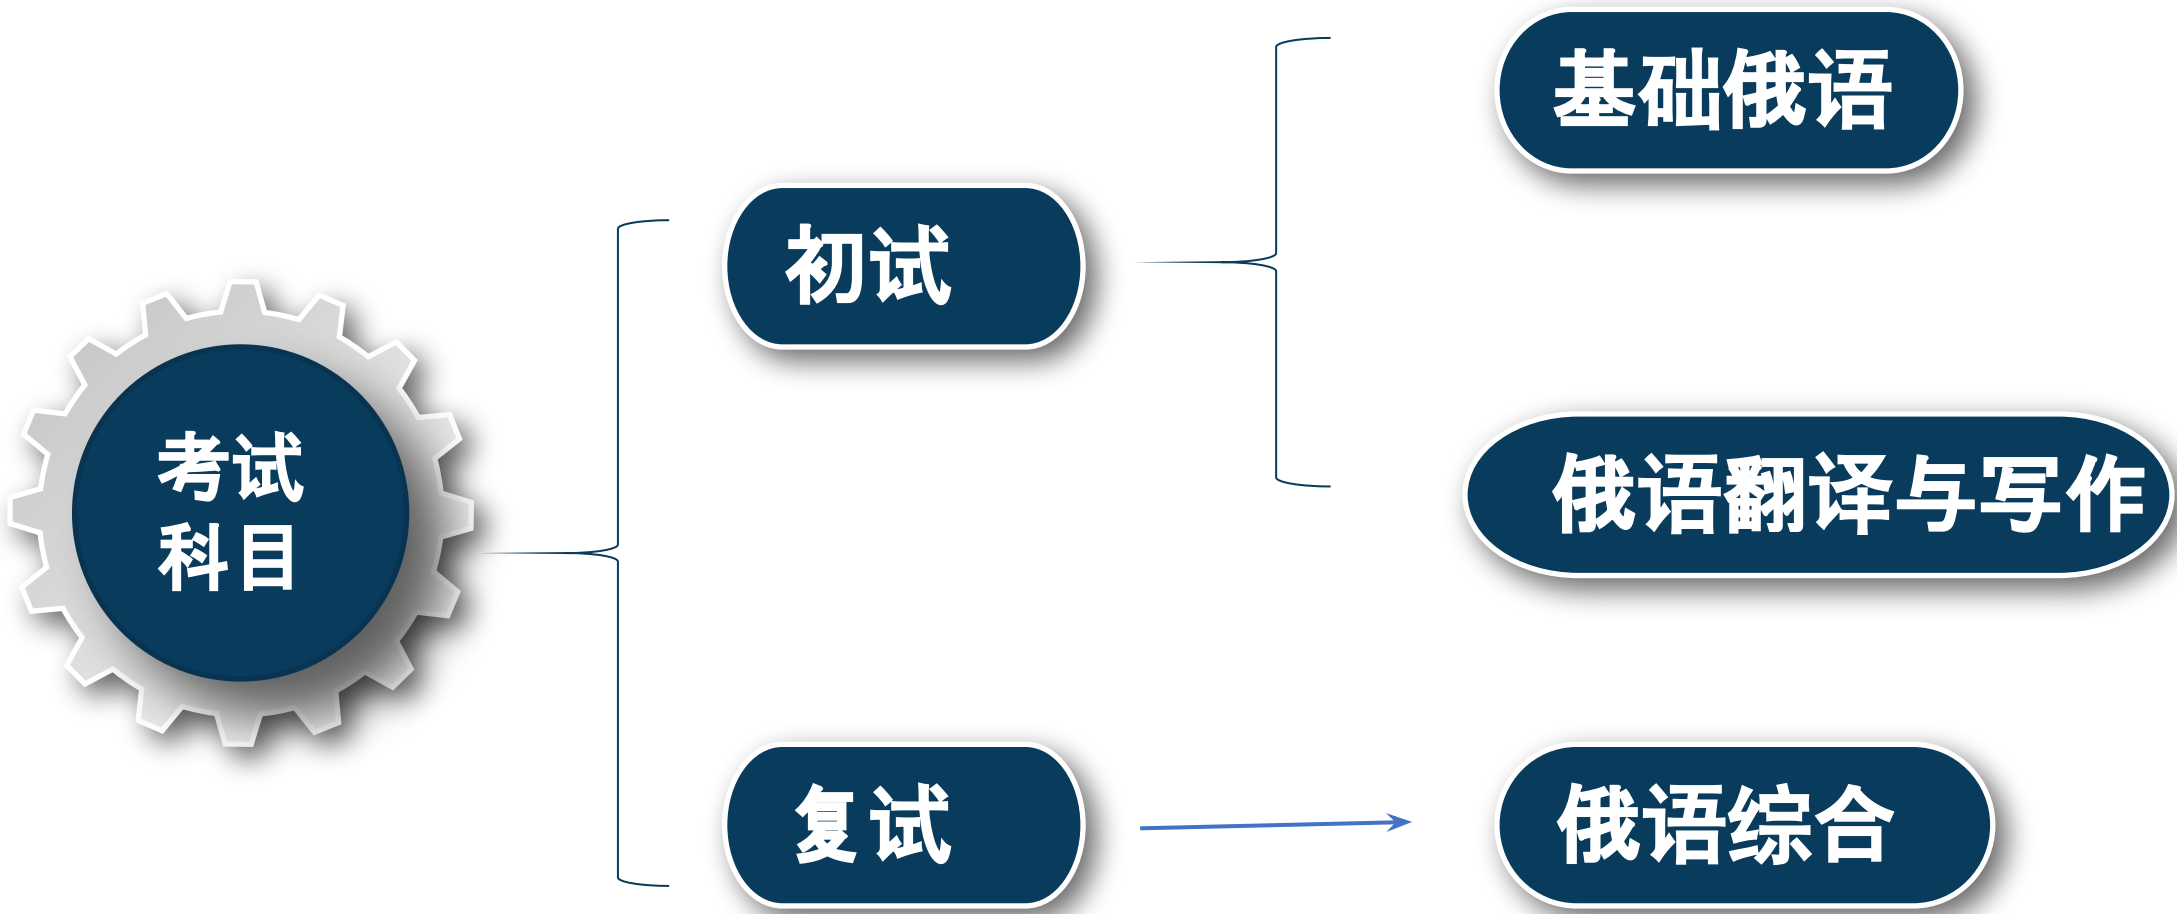 考试
科目
初试
基础俄语
俄语翻译与写作
复试
俄语综合